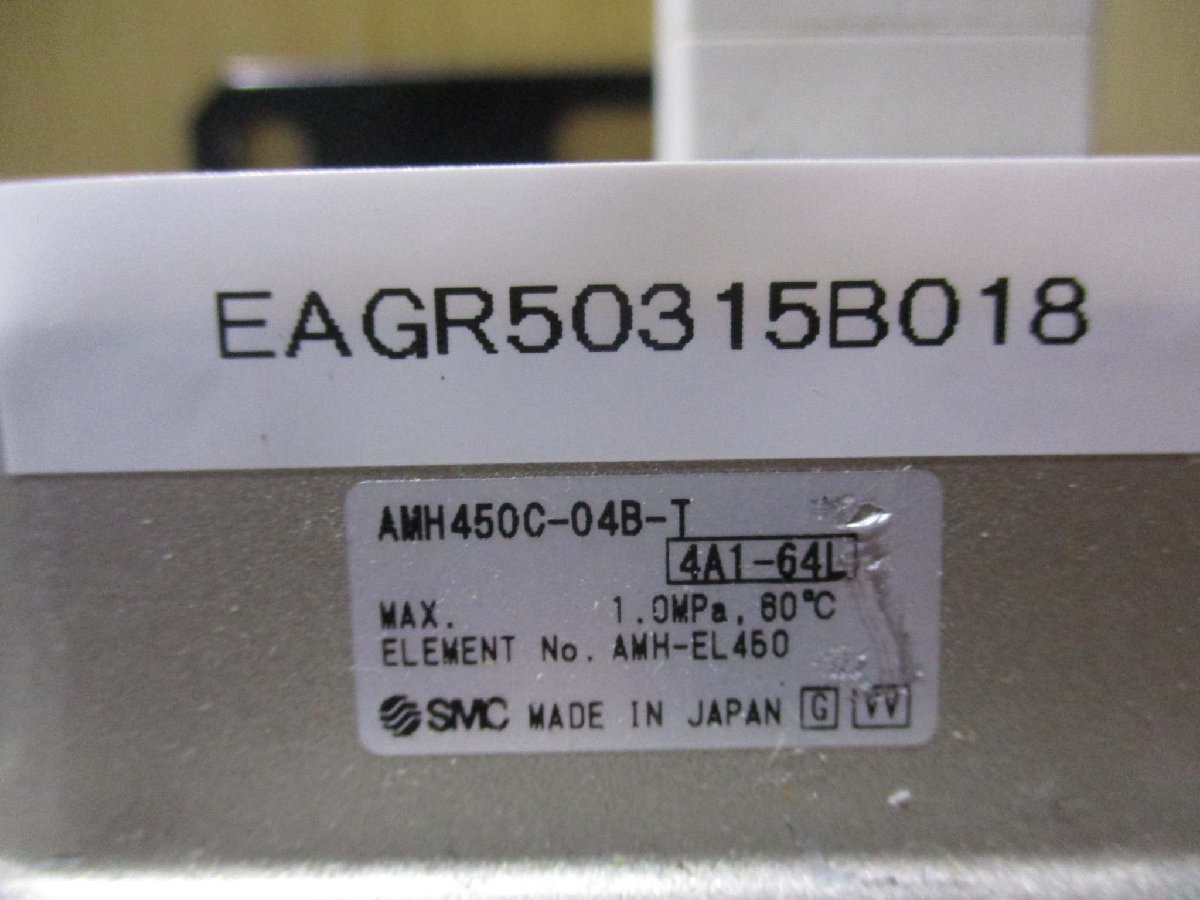 EAGR50315B018
AMH450C-04B-T
4A1-64L
MAX. 1.0MPa, 60℃
ELEMENT No. AMH-EL450
SMC MADE IN JAPAN G VV